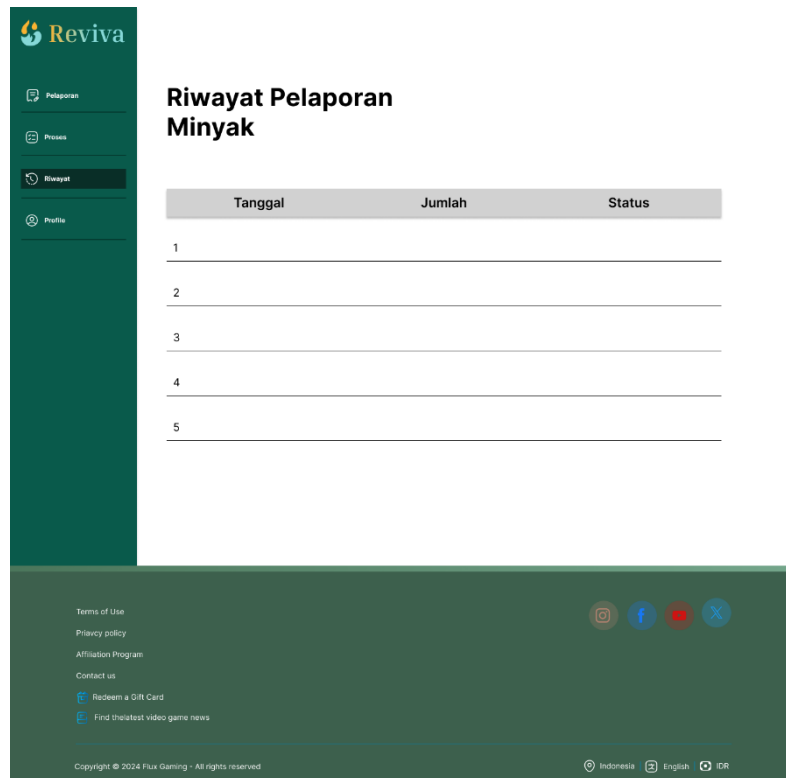 Reviva
Pelaporan
Proses
Riwayat
Profile
Riwayat Pelaporan
Minyak
Tanggal Jumlah Status
1
2
3
4
5
Terms of Use
Priavcy policy
Affiliation Program
Contact us
Redeem a Gift Card
Find thelatest video game news
Copyright © 2024 Flux Gaming - All rights reserved
Indonesia English IDR